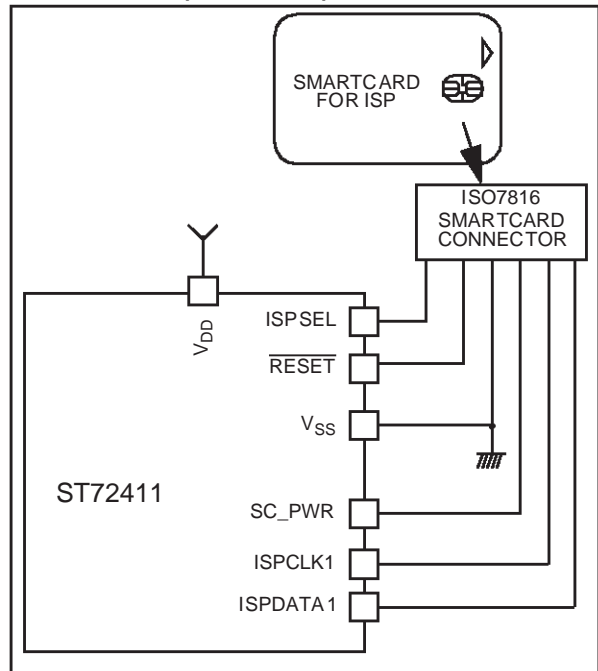 SMARTCARD
FOR ISP
ISO7816
SMARTCARD
CONNECTOR
VDD
ISPSEL
RESET
VSS
ST72411
SC_PWR
ISPCLK1
ISPDATA1